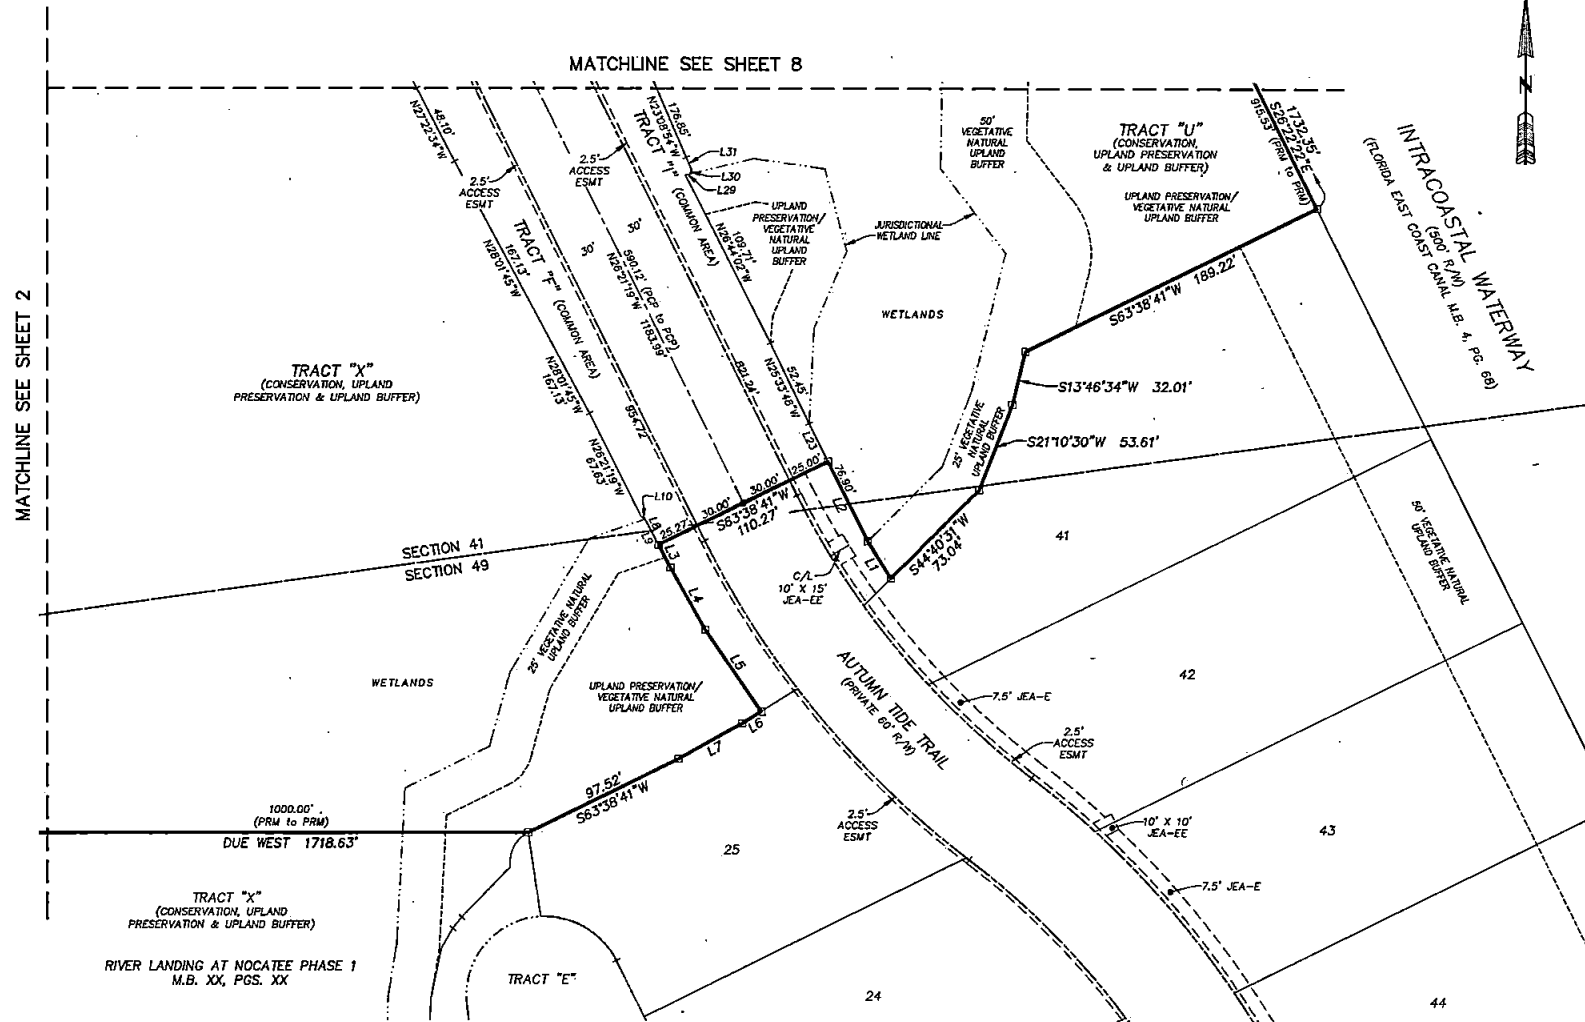 MATCHLINE SEE SHEET 8
MATCHLINE SEE SHEET 2
N
48.10'
N27°22'34"W
2.5'
ACCESS
ESMT
2.5'
ACCESS
ESMT
176.85'
N23°08'54"W
TRACT "I" (COMMON AREA)
L31
L30
L29
UPLAND
PRESERVATION/
VEGETATIVE
NATURAL
UPLAND
BUFFER
JURISDICTIONAL
WETLAND LINE
50'
VEGETATIVE
NATURAL
UPLAND
BUFFER
TRACT "U"
(CONSERVATION,
UPLAND PRESERVATION
& UPLAND BUFFER)
UPLAND PRESERVATION/
VEGETATIVE NATURAL
UPLAND BUFFER
1732.35'
S26°22'27"E
915.53' (PRM to PRM)
INTRACOASTAL WATERWAY
(500' R/W)
(FLORIDA EAST COAST CANAL M.B. 4, PG. 68)
TRACT "F" (COMMON AREA)
167.13'
N28°01'45"W
30'
30'
590.12' (PCP to PCP)
N26°21'19"W 1183.99'
109.71'
N26°44'02"W
WETLANDS
S63°38'41"W 189.22'
TRACT "X"
(CONSERVATION, UPLAND
PRESERVATION & UPLAND BUFFER)
N28°01'45"W
167.13'
954.72
821.24'
52.45'
N25°33'48"W
S13°46'34"W 32.01'
25' VEGETATIVE
NATURAL
UPLAND BUFFER
S21°10'30"W 53.61'
N26°21'19"W
67.63'
L23
L10
L8
L9
25.27'
30.00'
30.00'
25.00'
S63°38'41"W
110.27'
76.90'
L2
L1
S44°40'31"W
73.04'
41
50' VEGETATIVE NATURAL
UPLAND BUFFER
SECTION 41
SECTION 49
L3
L4
L5
L6
L7
C/L
10' X 15'
JEA-EE
25' VEGETATIVE NATURAL
UPLAND BUFFER
WETLANDS
UPLAND PRESERVATION/
VEGETATIVE NATURAL
UPLAND BUFFER
AUTUMN TIDE TRAIL
(PRIVATE 60' R/W)
42
7.5' JEA-E
2.5'
ACCESS
ESMT
97.52'
S63°38'41"W
1000.00'
(PRM to PRM)
DUE WEST 1718.63'
2.5'
ACCESS
ESMT
10' X 10'
JEA-EE
43
25
7.5' JEA-E
TRACT "X"
(CONSERVATION, UPLAND
PRESERVATION & UPLAND BUFFER)
RIVER LANDING AT NOCATEE PHASE 1
M.B. XX, PGS. XX
TRACT "E"
24
44